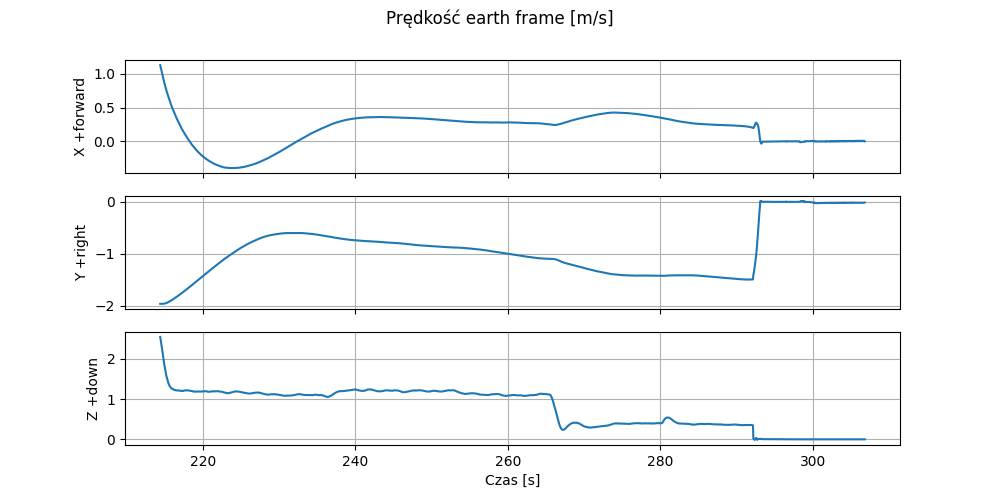 Prędkość earth frame [m/s]
X +forward
1.0
0.5
0.0
Y +right
0
−1
−2
Z +down
2
1
0
220 240 260 280 300
Czas [s]